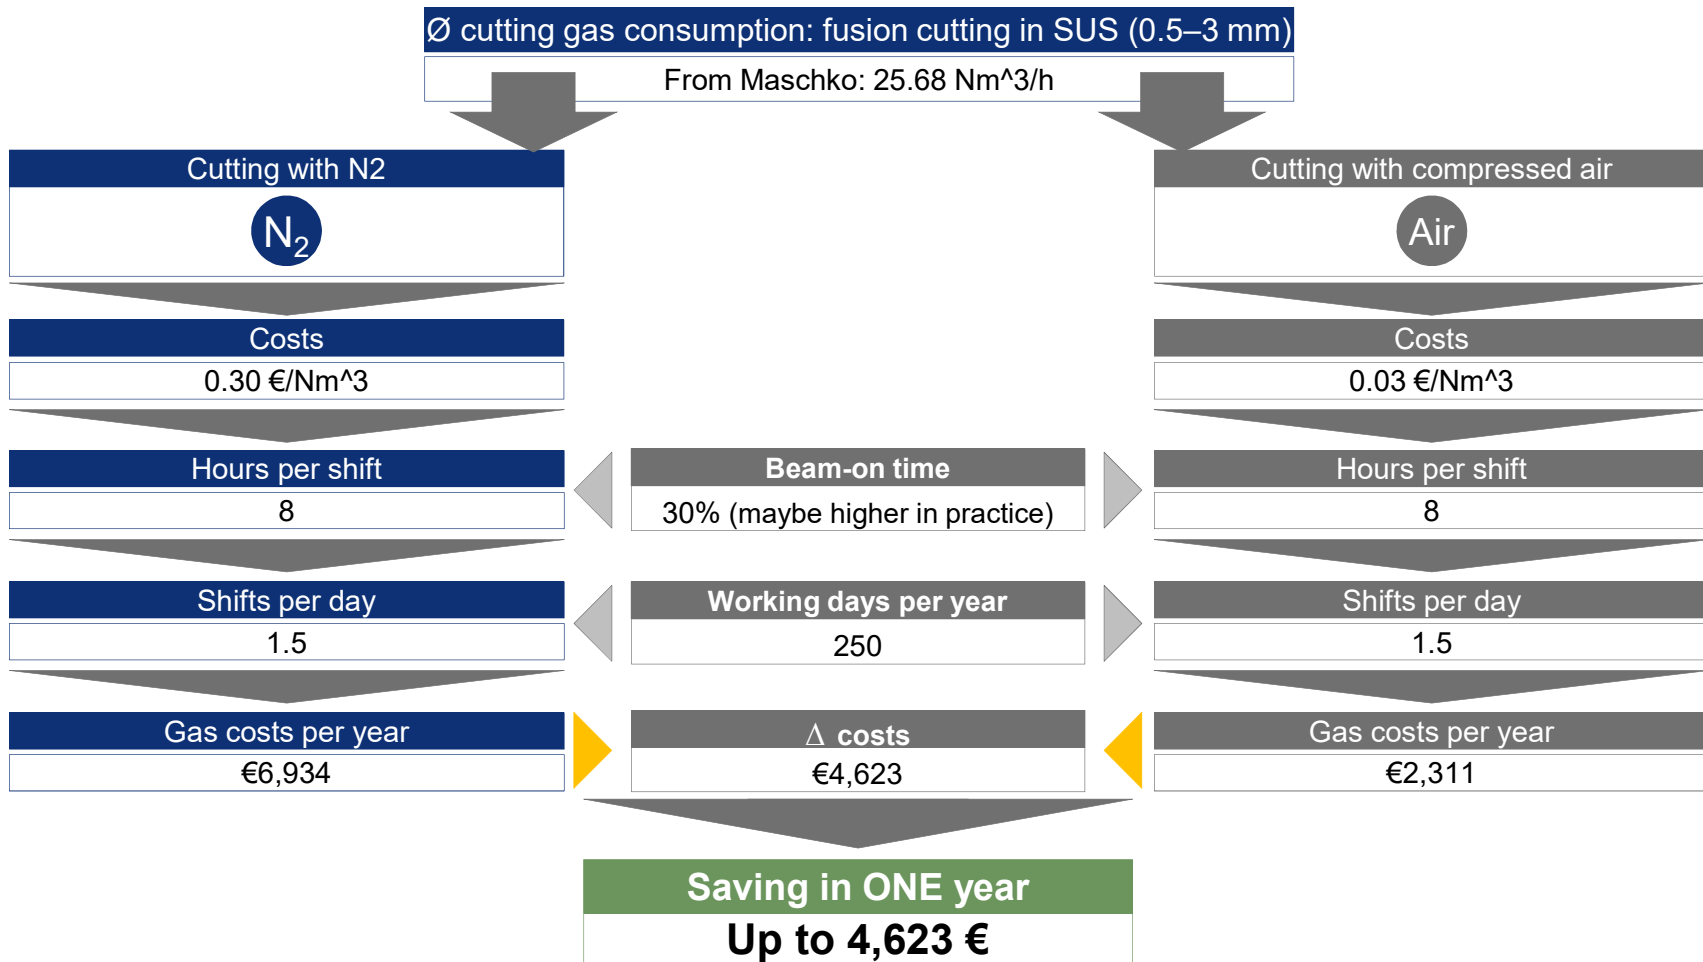 Ø cutting gas consumption: fusion cutting in SUS (0.5–3 mm)
From Maschko: 25.68 Nm^3/h
Cutting with N2
N₂
Costs
0.30 €/Nm^3
Hours per shift
8
Shifts per day
1.5
Gas costs per year
€6,934
Beam-on time
30% (maybe higher in practice)
Working days per year
250
Δ costs
€4,623
Cutting with compressed air
Air
Costs
0.03 €/Nm^3
Hours per shift
8
Shifts per day
1.5
Gas costs per year
€2,311
Saving in ONE year
Up to 4,623 €